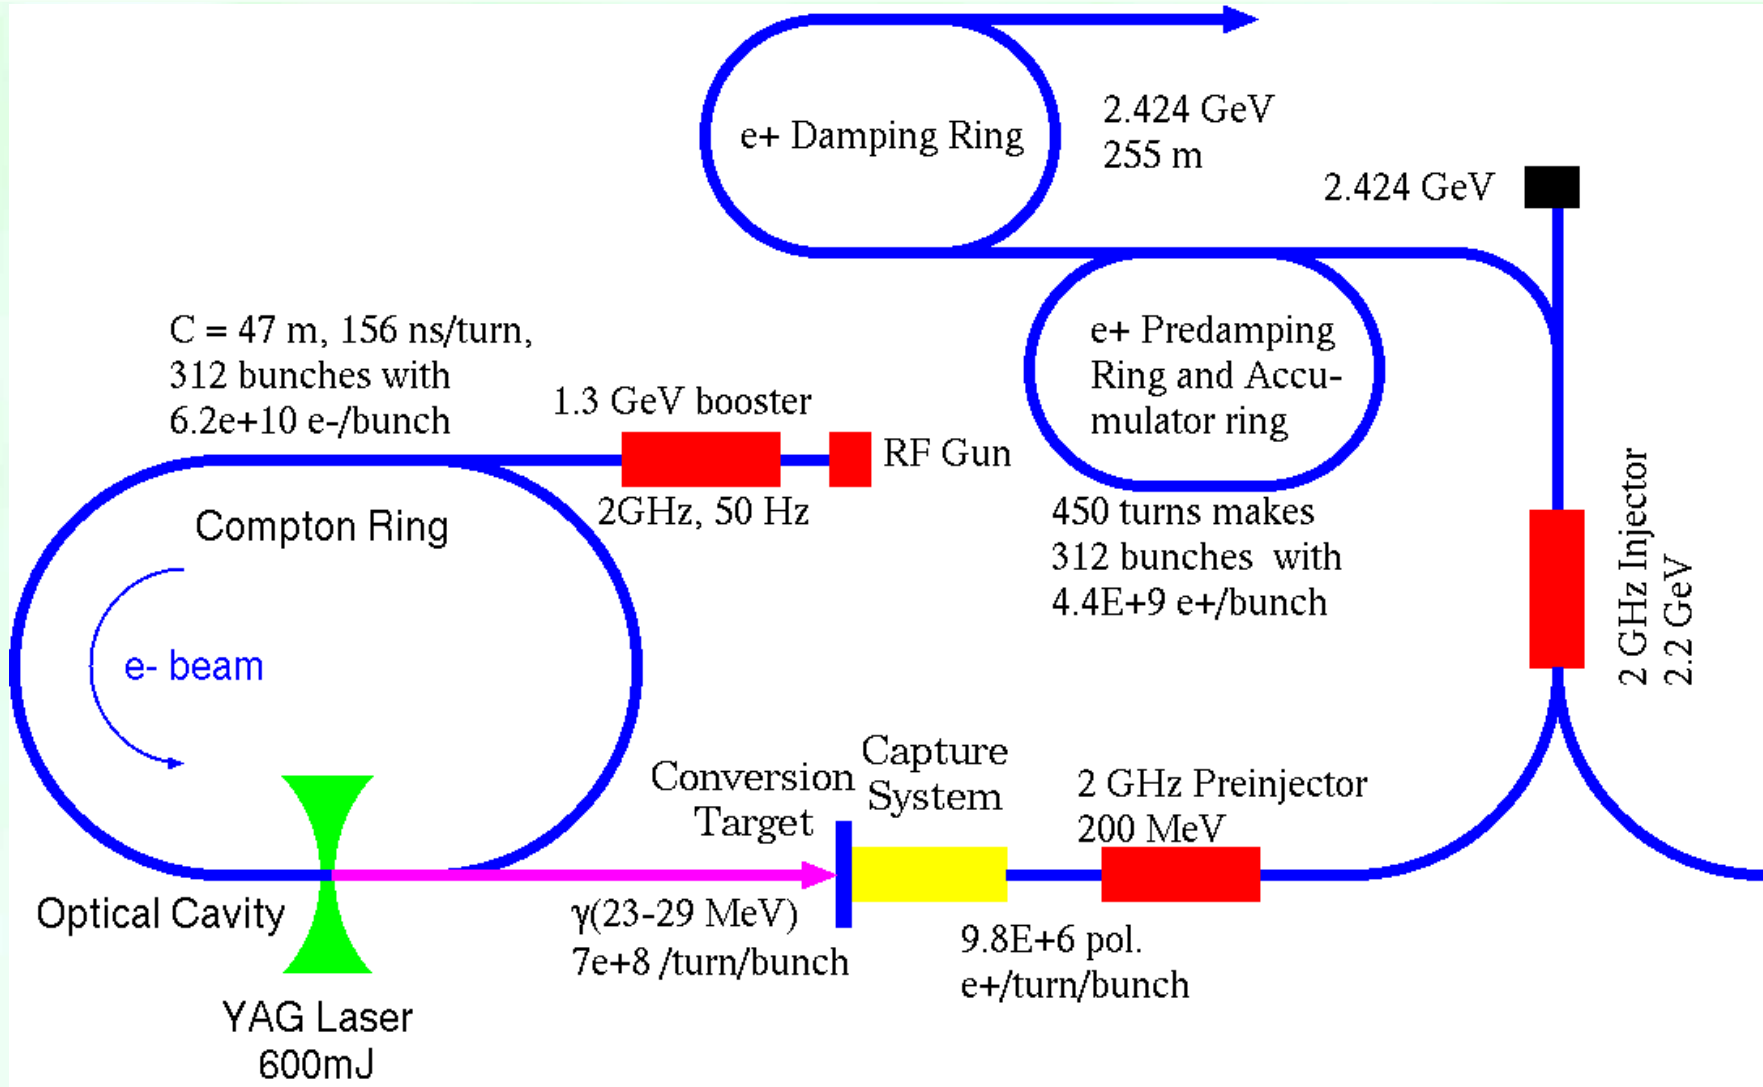 e+ Damping Ring
2.424 GeV
255 m
2.424 GeV
C = 47 m, 156 ns/turn,
312 bunches with
6.2e+10 e-/bunch
1.3 GeV booster
RF Gun
2GHz, 50 Hz
e+ Predamping
Ring and Accu-
mulator ring
450 turns makes
312 bunches with
4.4E+9 e+/bunch
2 GHz Injector
2.2 GeV
Compton Ring
e- beam
Conversion
Target
Capture
System
2 GHz Preinjector
200 MeV
Optical Cavity
γ(23-29 MeV)
7e+8 /turn/bunch
9.8E+6 pol.
e+/turn/bunch
YAG Laser
600mJ